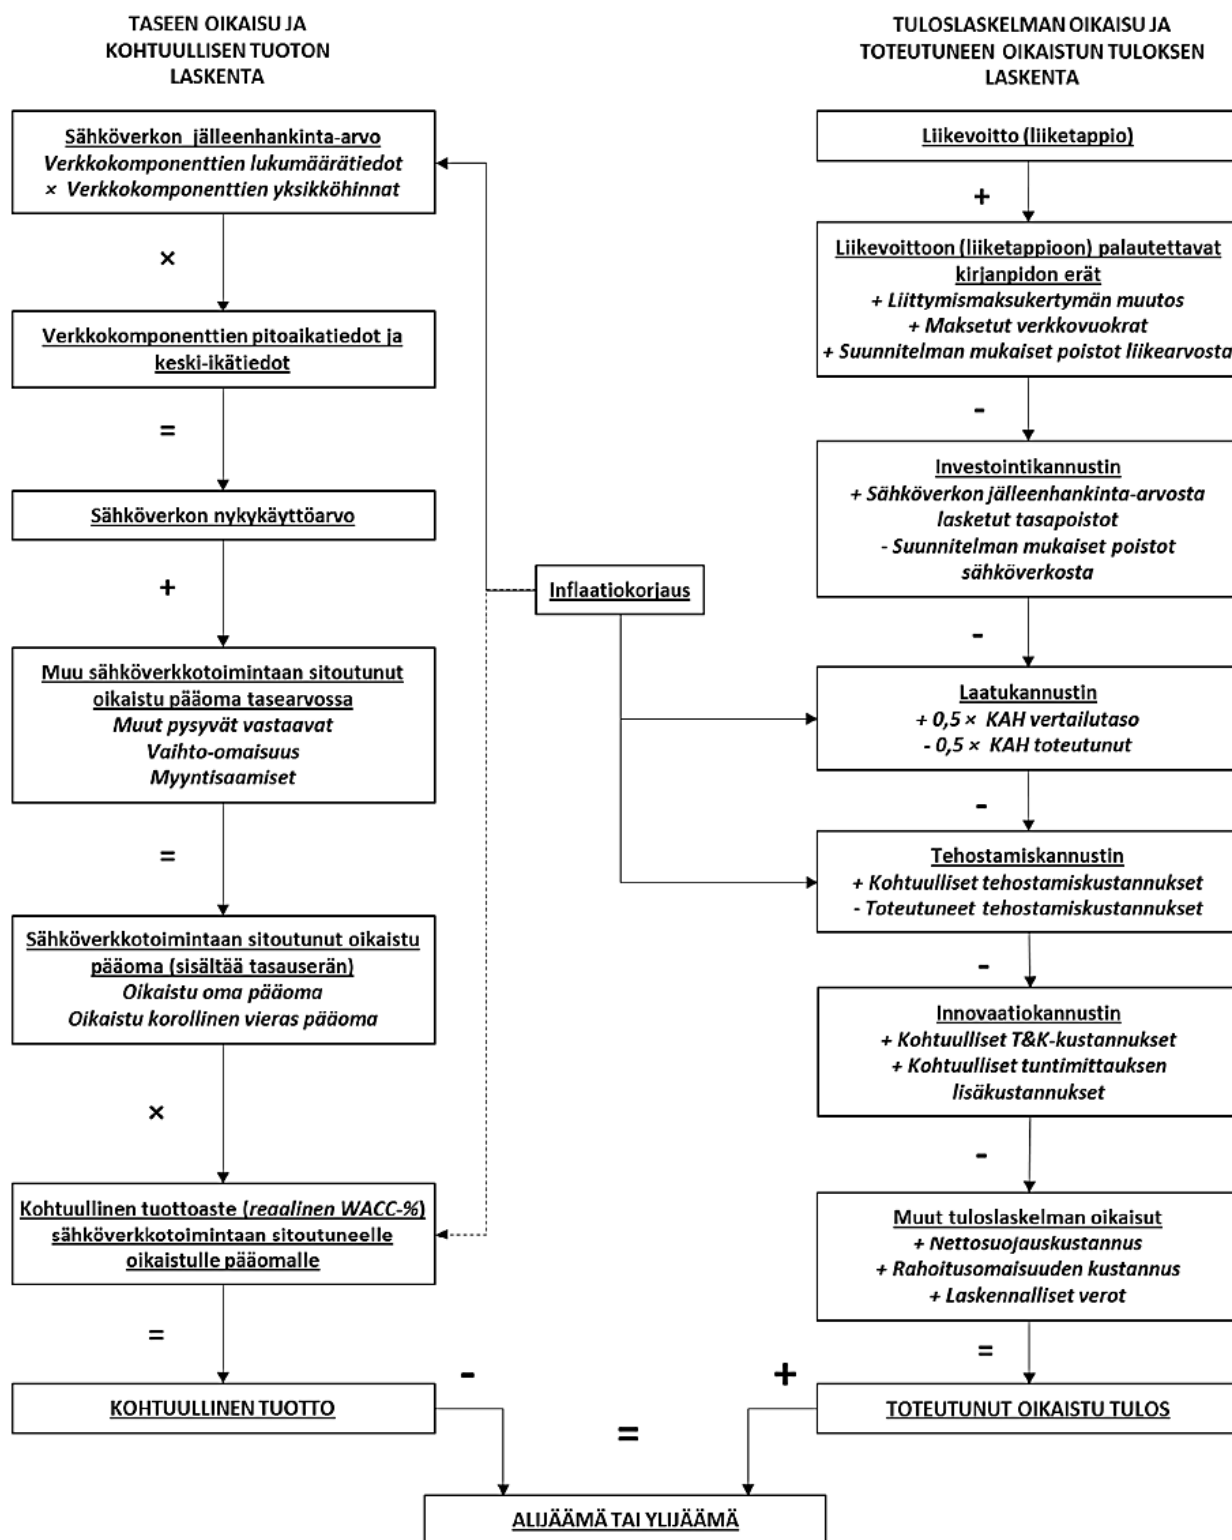 TASEEN OIKAISU JA
KOHTUULLISEN TUOTON
LASKENTA
Sähköverkon jälleenhankinta-arvo
Verkkokomponenttien lukumäärätiedot
× Verkkokomponenttien yksikköhinnat
×
Verkkokomponenttien pitoaikatiedot ja
keski-ikätiedot
=
Sähköverkon nykykäyttöarvo
+
Muu sähköverkkotoimintaan sitoutunut
oikaistu pääoma tasearvossa
Muut pysyvät vastaavat
Vaihto-omaisuus
Myyntisaamiset
=
Sähköverkkotoimintaan sitoutunut oikaistu
pääoma (sisältää tasauserän)
Oikaistu oma pääoma
Oikaistu korollinen vieras pääoma
×
Kohtuullinen tuottoaste (reaalinen WACC-%)
sähköverkkotoimintaan sitoutuneelle
oikaistulle pääomalle
=
KOHTUULLINEN TUOTTO
-
Inflaatiokorjaus
TULOSLASKELMAN OIKAISU JA
TOTEUTUNEEN OIKAISTUN TULOKSEN
LASKENTA
Liikevoitto (liiketappio)
+
Liikevoittoon (liiketappioon) palautettavat
kirjanpidon erät
+ Liittymismaksukertymän muutos
+ Maksetut verkkovuokrat
+ Suunnitelman mukaiset poistot liikearvosta
-
Investointikannustin
+ Sähköverkon jälleenhankinta-arvosta
lasketut tasapoistot
- Suunnitelman mukaiset poistot
sähköverkosta
-
Laatukannustin
+ 0,5 × KAH vertailutaso
- 0,5 × KAH toteutunut
-
Tehostamiskannustin
+ Kohtuulliset tehostamiskustannukset
- Toteutuneet tehostamiskustannukset
-
Innovaatiokannustin
+ Kohtuulliset T&K-kustannukset
+ Kohtuulliset tuntimittauksen
lisäkustannukset
-
Muut tuloslaskelman oikaisut
+ Nettosuojauskustannus
+ Rahoitusomaisuuden kustannus
+ Laskennalliset verot
=
TOTEUTUNUT OIKAISTU TULOS
+
=
ALIJÄÄMÄ TAI YLIJÄÄMÄ